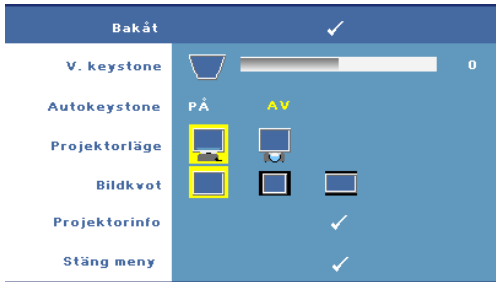 Bakåt
V. keystone 0
Autokeystone PÅ AV
Projektorläge
Bildkvot
Projektorinfo
Stäng meny